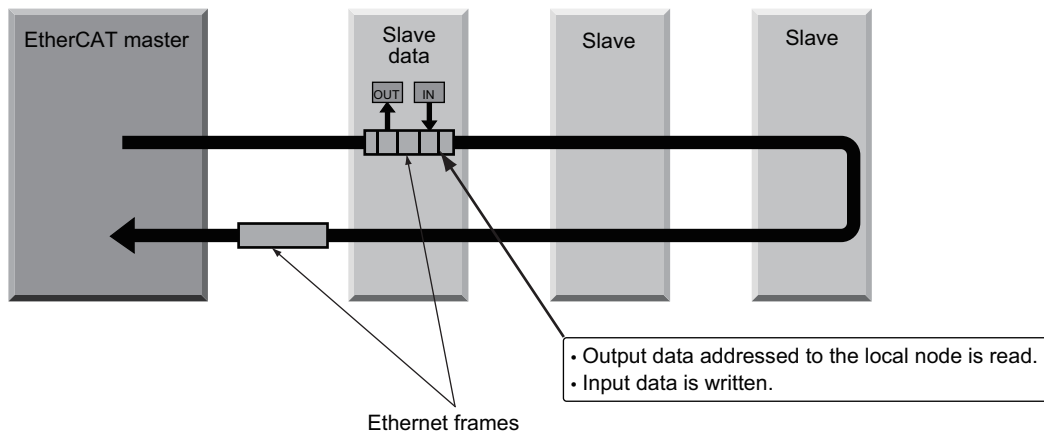 EtherCAT master
Slave
data
Slave
Slave
OUT
IN
• Output data addressed to the local node is read.
• Input data is written.
Ethernet frames